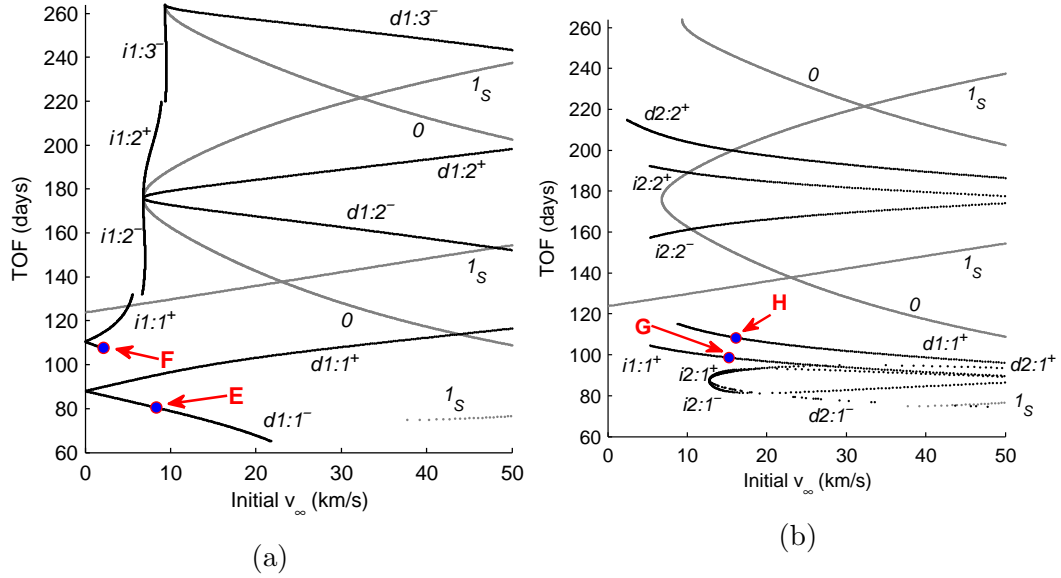 260
240
220
200
180
160
140
120
100
80
60
TOF (days)
0
10
20
30
40
50
Initial v∞ (km/s)
d1:3⁻
i1:3⁻
1S
i1:2⁺
0
d1:2⁺
d1:2⁻
i1:2⁻
1S
i1:1⁺
0
F
d1:1⁺
E
1S
d1:1⁻
(a)
260
240
220
200
180
160
140
120
100
80
60
TOF (days)
0
10
20
30
40
50
Initial v∞ (km/s)
0
1S
d2:2⁺
i2:2⁺
i2:2⁻
1S
0
H
G
d1:1⁺
i1:1⁺
d2:1⁺
i2:1⁺
i2:1⁻
1S
d2:1⁻
(b)